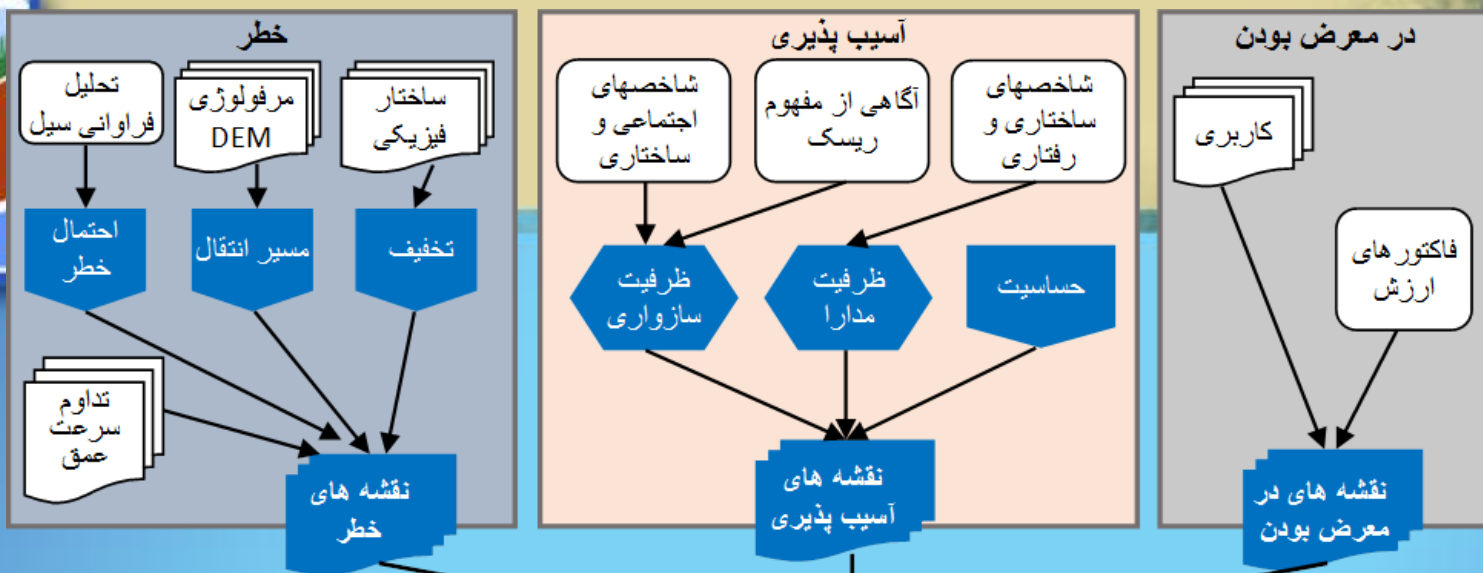 خطر
تحلیل
فراوانی سیل
مرفولوژی
DEM
ساختار
فیزیکی
احتمال
خطر
مسیر انتقال
تخفیف
تداوم
سرعت
عمق
نقشه های
خطر
آسیب پذیری
شاخصهای
اجتماعی و
ساختاری
آگاهی از مفهوم
ریسک
شاخصهای
ساختاری و
رفتاری
ظرفیت
سازواری
ظرفیت
مدارا
حساسیت
نقشه های
آسیب پذیری
در معرض بودن
کاربری
فاکتورهای
ارزش
نقشه های در
معرض بودن